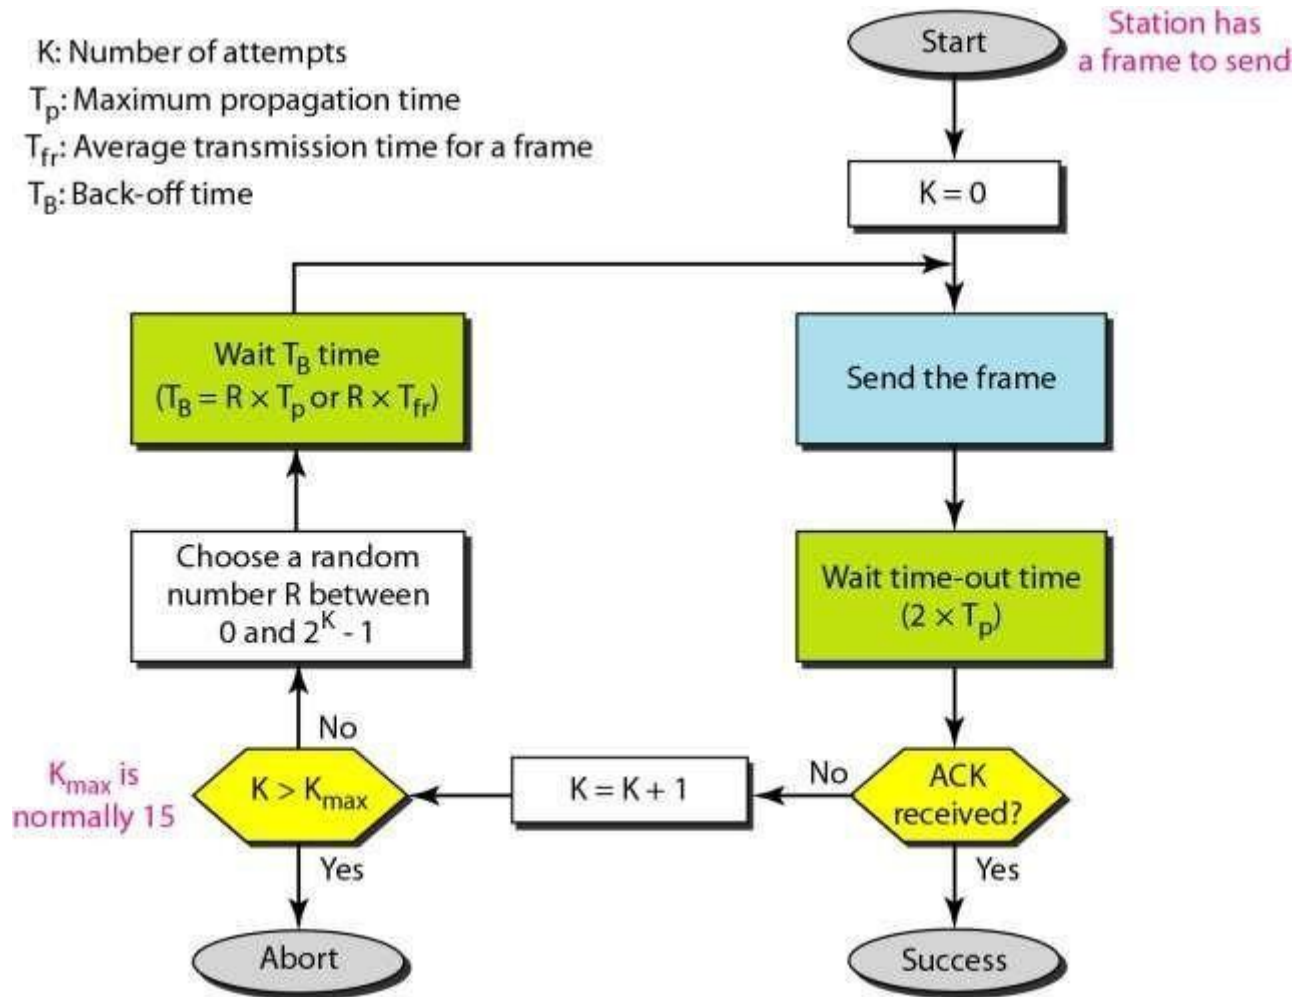 K: Number of attempts
Tp: Maximum propagation time
Tfr: Average transmission time for a frame
TB: Back-off time
Start
Station has
a frame to send
K = 0
Wait TB time
(TB = R × Tp or R × Tfr)
Send the frame
Choose a random
number R between
0 and 2^K - 1
Wait time-out time
(2 × Tp)
No
Kmax is
normally 15
K > Kmax
K = K + 1
No
ACK
received?
Yes
Yes
Abort
Success